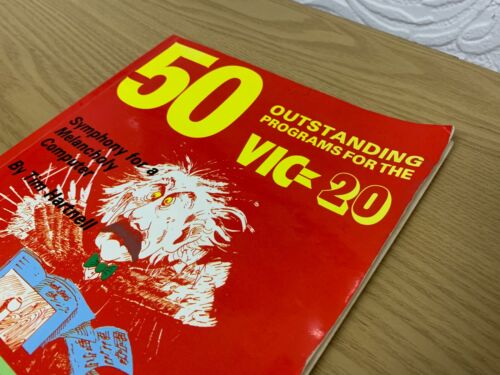 50
OUTSTANDING
PROGRAMS FOR THE
VIC 20
Symphony for a
Melancholy
Computer
By Tim Hartnell